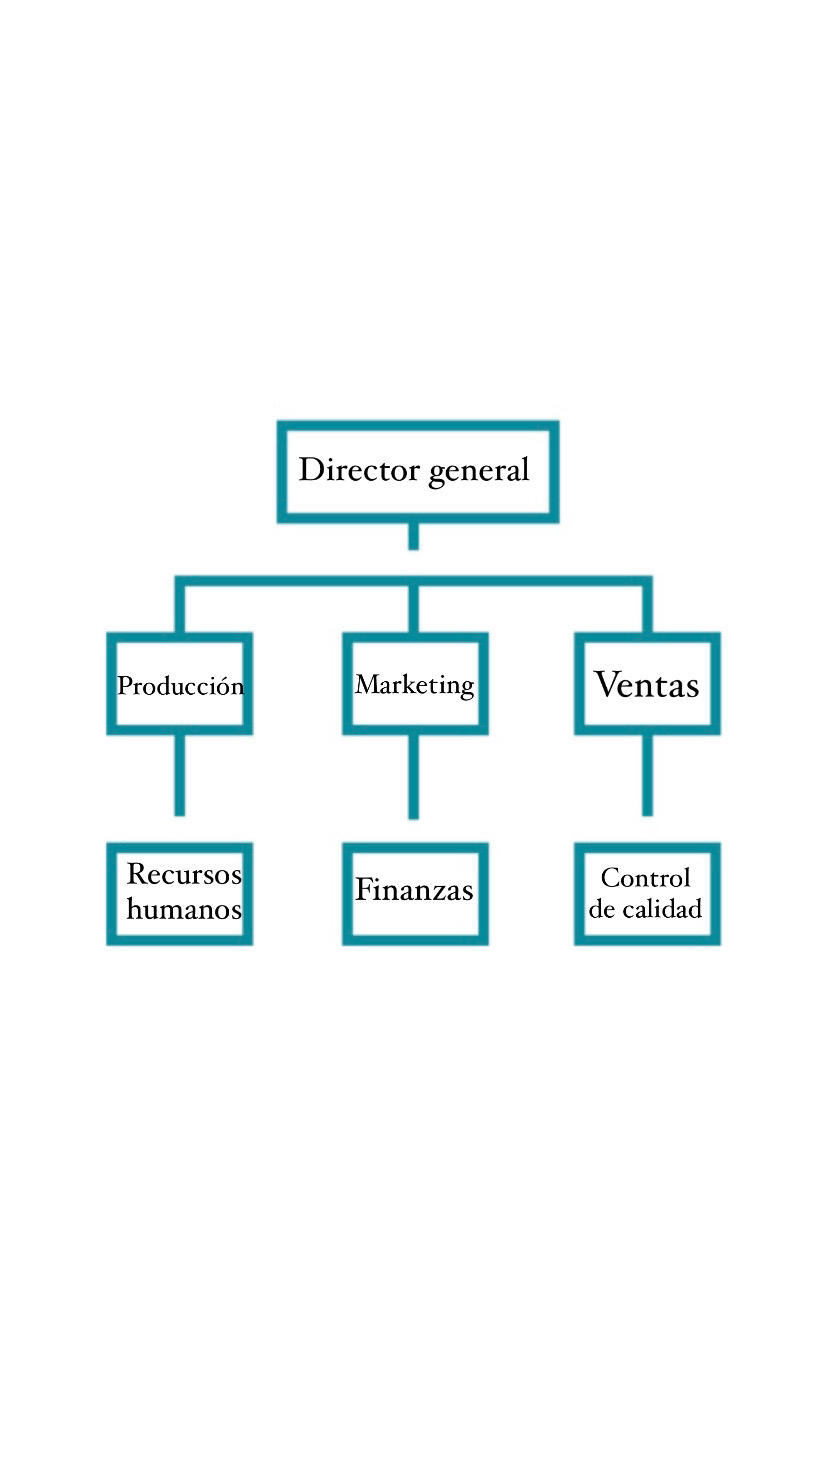 Director general
Producción
Marketing
Ventas
Recursos
humanos
Finanzas
Control
de calidad